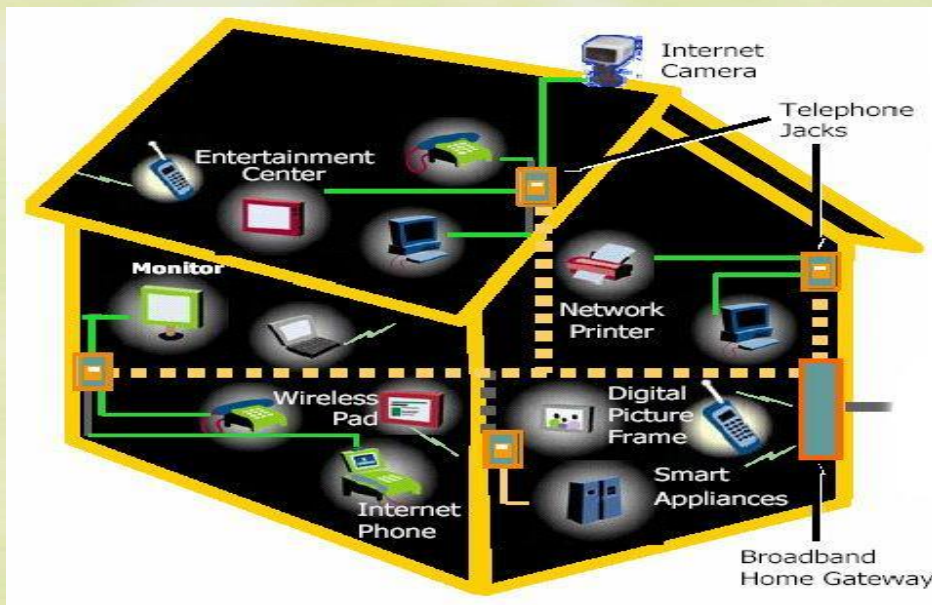 Internet
Camera
Telephone
Jacks
Entertainment
Center
Monitor
Network
Printer
Wireless
Pad
Digital
Picture
Frame
Smart
Appliances
Internet
Phone
Broadband
Home Gateway